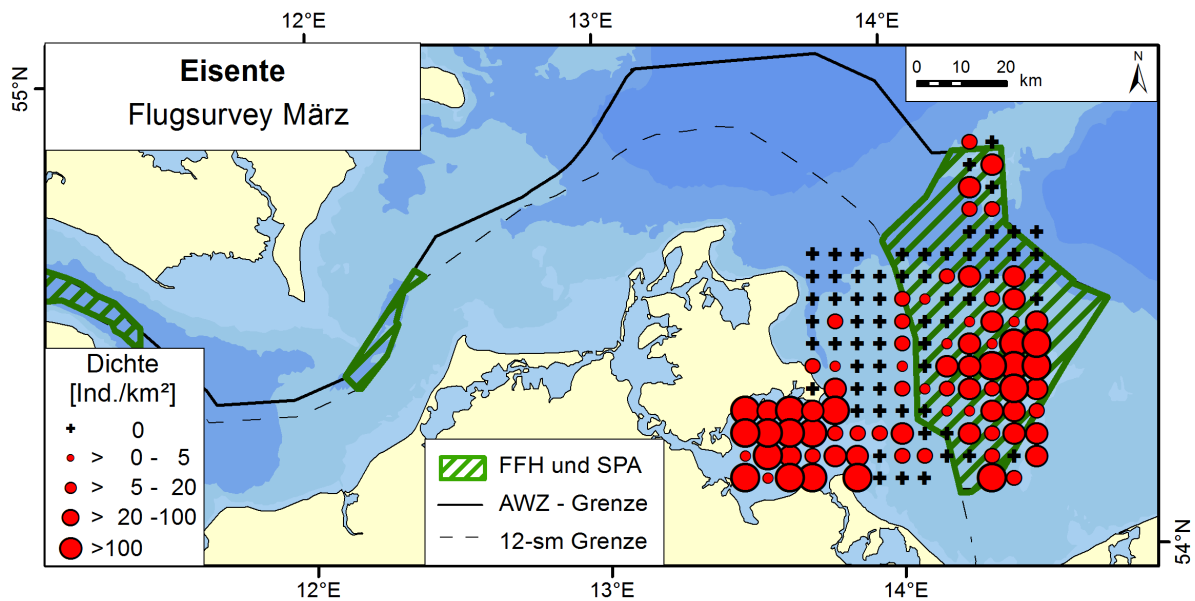 12°E
13°E
14°E
Eisente
Flugsurvey März
0 10 20
km
N
55°N
Dichte
[Ind./km²]
0
> 0 - 5
> 5 - 20
> 20 -100
>100
FFH und SPA
AWZ - Grenze
12-sm Grenze
54°N
12°E
13°E
14°E